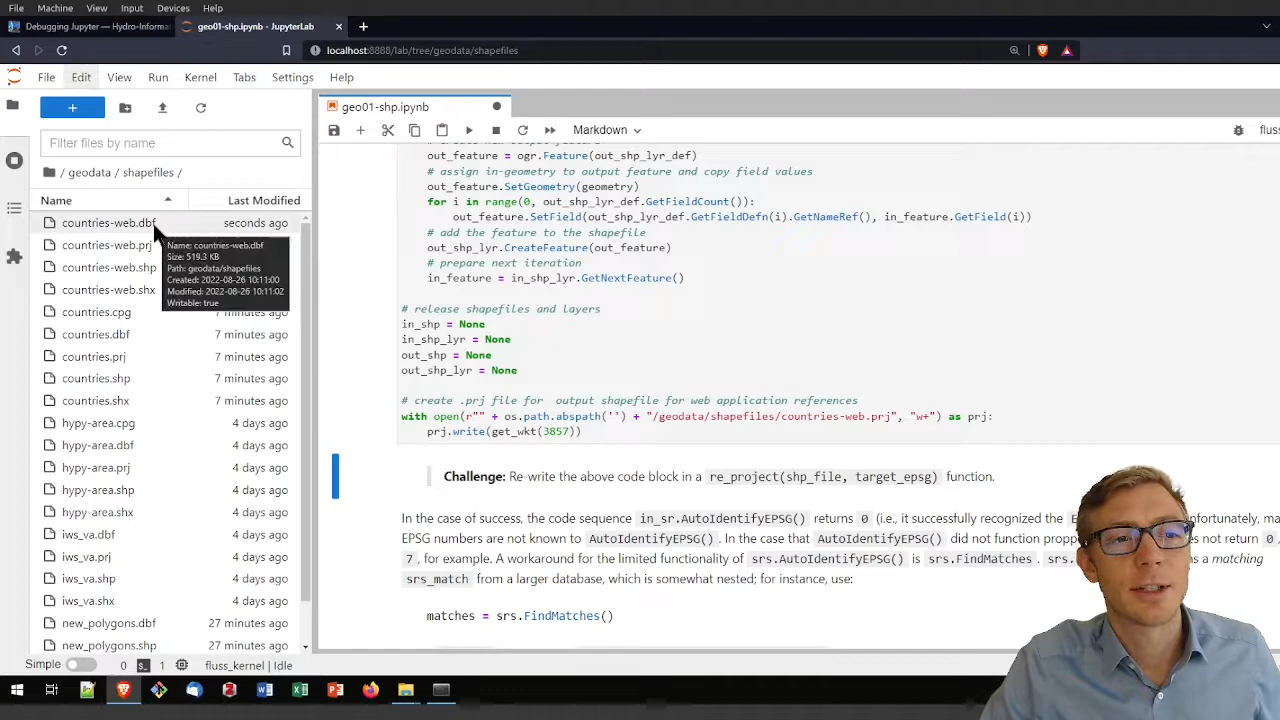 File Machine View Input Devices Help
Debugging Jupyter — Hydro-Informa
geo01-shp.ipynb - JupyterLab
localhost:8888/lab/tree/geodata/shapefiles
File Edit View Run Kernel Tabs Settings Help
Filter files by name
/ geodata / shapefiles /
Name Last Modified
countries-web.dbf seconds ago
countries-web.prj
countries-web.shp
countries-web.shx
countries.cpg 7 minutes ago
countries.dbf 7 minutes ago
countries.prj 7 minutes ago
countries.shp 7 minutes ago
countries.shx 7 minutes ago
hypy-area.cpg 4 days ago
hypy-area.dbf 4 days ago
hypy-area.prj 4 days ago
hypy-area.shp 4 days ago
hypy-area.shx 4 days ago
iws_va.dbf 4 days ago
iws_va.prj 4 days ago
iws_va.shp 4 days ago
iws_va.shx 4 days ago
new_polygons.dbf 27 minutes ago
new_polygons.shp 27 minutes ago
Name: countries-web.dbf
Size: 519.3 KB
Path: geodata/shapefiles
Created: 2022-08-26 10:11:00
Modified: 2022-08-26 10:11:02
Writable: true
geo01-shp.ipynb
Markdown
fluss
out_feature = ogr.Feature(out_shp_lyr_def)
# assign in-geometry to output feature and copy field values
out_feature.SetGeometry(geometry)
for i in range(0, out_shp_lyr_def.GetFieldCount()):
out_feature.SetField(out_shp_lyr_def.GetFieldDefn(i).GetNameRef(), in_feature.GetField(i))
# add the feature to the shapefile
out_shp_lyr.CreateFeature(out_feature)
# prepare next iteration
in_feature = in_shp_lyr.GetNextFeature()
# release shapefiles and layers
in_shp = None
in_shp_lyr = None
out_shp = None
out_shp_lyr = None
# create .prj file for output shapefile for web application references
with open(r"" + os.path.abspath('') + "/geodata/shapefiles/countries-web.prj", "w+") as prj:
prj.write(get_wkt(3857))
Challenge: Re-write the above code block in a re_project(shp_file, target_epsg) function.
In the case of success, the code sequence in_sr.AutoIdentifyEPSG() returns 0 (i.e., it successfully recognized the
EPSG numbers are not known to AutoIdentifyEPSG(). In the case that AutoIdentifyEPSG() did not function propp
7, for example. A workaround for the limited functionality of srs.AutoIdentifyEPSG() is srs.FindMatches. srs. s a matching
srs_match from a larger database, which is somewhat nested; for instance, use:
matches = srs.FindMatches()
Simple 0 1 fluss_kernel | Idle